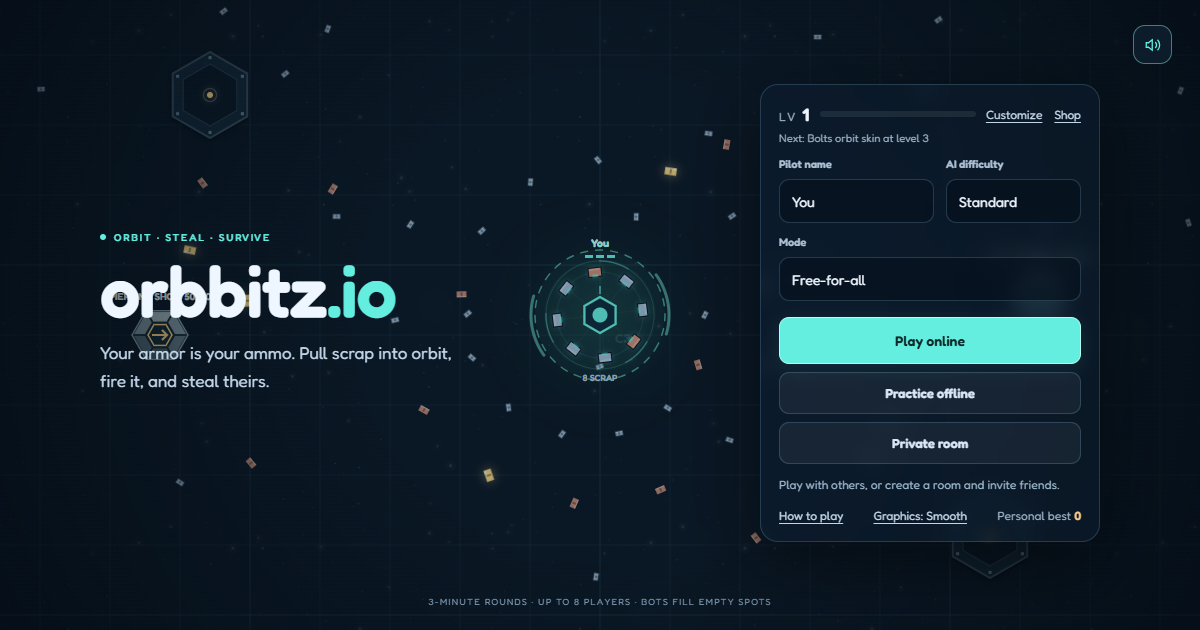 ORBIT · STEAL · SURVIVE
orbbitz.io
Your armor is your ammo. Pull scrap into orbit,
fire it, and steal theirs.
You
8 SCRAP
LV 1
Customize
Shop
Next: Bolts orbit skin at level 3
Pilot name
AI difficulty
You
Standard
Mode
Free-for-all
Play online
Practice offline
Private room
Play with others, or create a room and invite friends.
How to play
Graphics: Smooth
Personal best 0
3-MINUTE ROUNDS · UP TO 8 PLAYERS · BOTS FILL EMPTY SPOTS